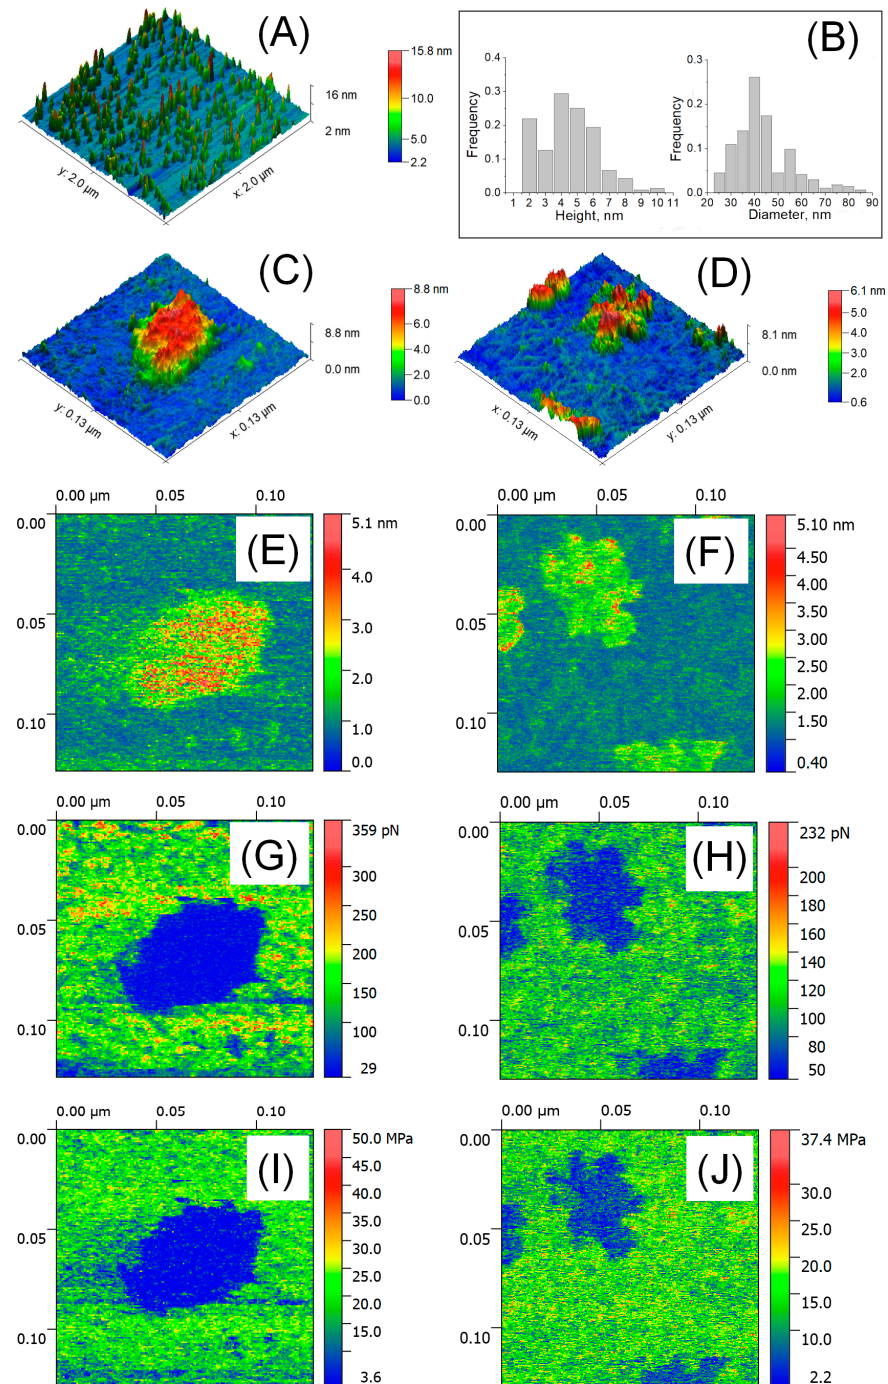 (A)
15.8 nm
10.0
5.0
2.2
16 nm
2 nm
y: 2.0 µm
x: 2.0 µm
(B)
Frequency
0.4
0.3
0.2
0.1
0.0
1 2 3 4 5 6 7 8 9 10 11
Height, nm
Frequency
0.3
0.2
0.1
0.0
20 30 40 50 60 70 80 90
Diameter, nm
(C)
8.8 nm
6.0
4.0
2.0
0.0
8.8 nm
0.0 nm
y: 0.13 µm
x: 0.13 µm
(D)
6.1 nm
5.0
4.0
3.0
2.0
0.6
8.1 nm
0.0 nm
x: 0.13 µm
y: 0.13 µm
0.00 µm 0.05 0.10
0.00
0.05
0.10
(E)
5.1 nm
4.0
3.0
2.0
1.0
0.0
0.00 µm 0.05 0.10
0.00
0.05
0.10
(F)
5.10 nm
4.50
4.00
3.50
3.00
2.50
2.00
1.50
0.40
0.00 µm 0.05 0.10
0.00
0.05
0.10
(G)
359 pN
300
250
200
150
100
29
0.00 µm 0.05 0.10
0.00
0.05
0.10
(H)
232 pN
200
180
160
140
120
100
80
50
0.00 µm 0.05 0.10
0.00
0.05
0.10
(I)
50.0 MPa
45.0
40.0
35.0
30.0
25.0
20.0
15.0
3.6
0.00 µm 0.05 0.10
0.00
0.05
0.10
(J)
37.4 MPa
30.0
25.0
20.0
15.0
10.0
2.2